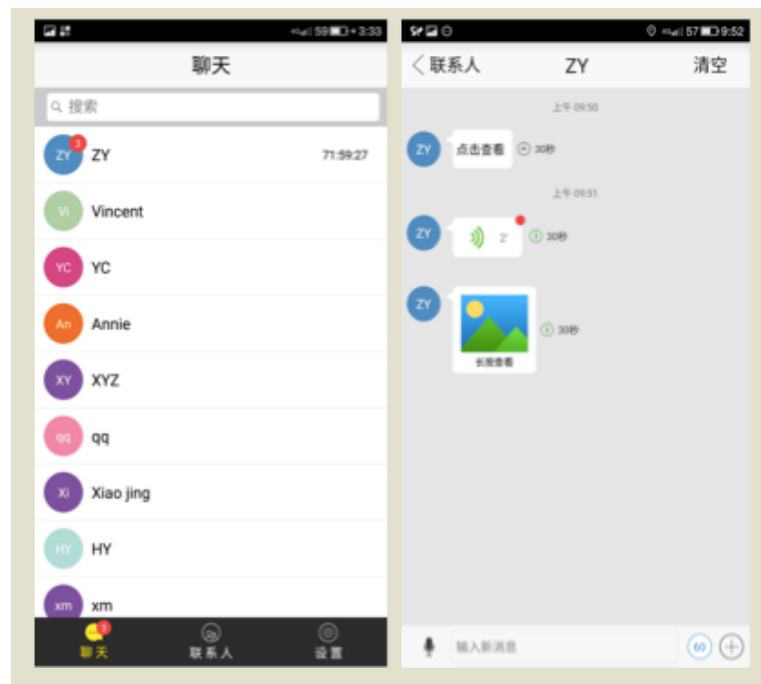 4G 59 3:33
聊天
搜索
ZY 3 ZY 71:59:27
Vi Vincent
YC YC
An Annie
XY XYZ
qq qq
Xi Xiao jing
HY HY
xm xm
3
聊天 联系人 设置
4G 57 9:52
联系人 ZY 清空
上午 09:50
ZY 点击查看 30秒
上午 09:51
ZY 2" 30秒
ZY 30秒
长按查看
输入新消息 60